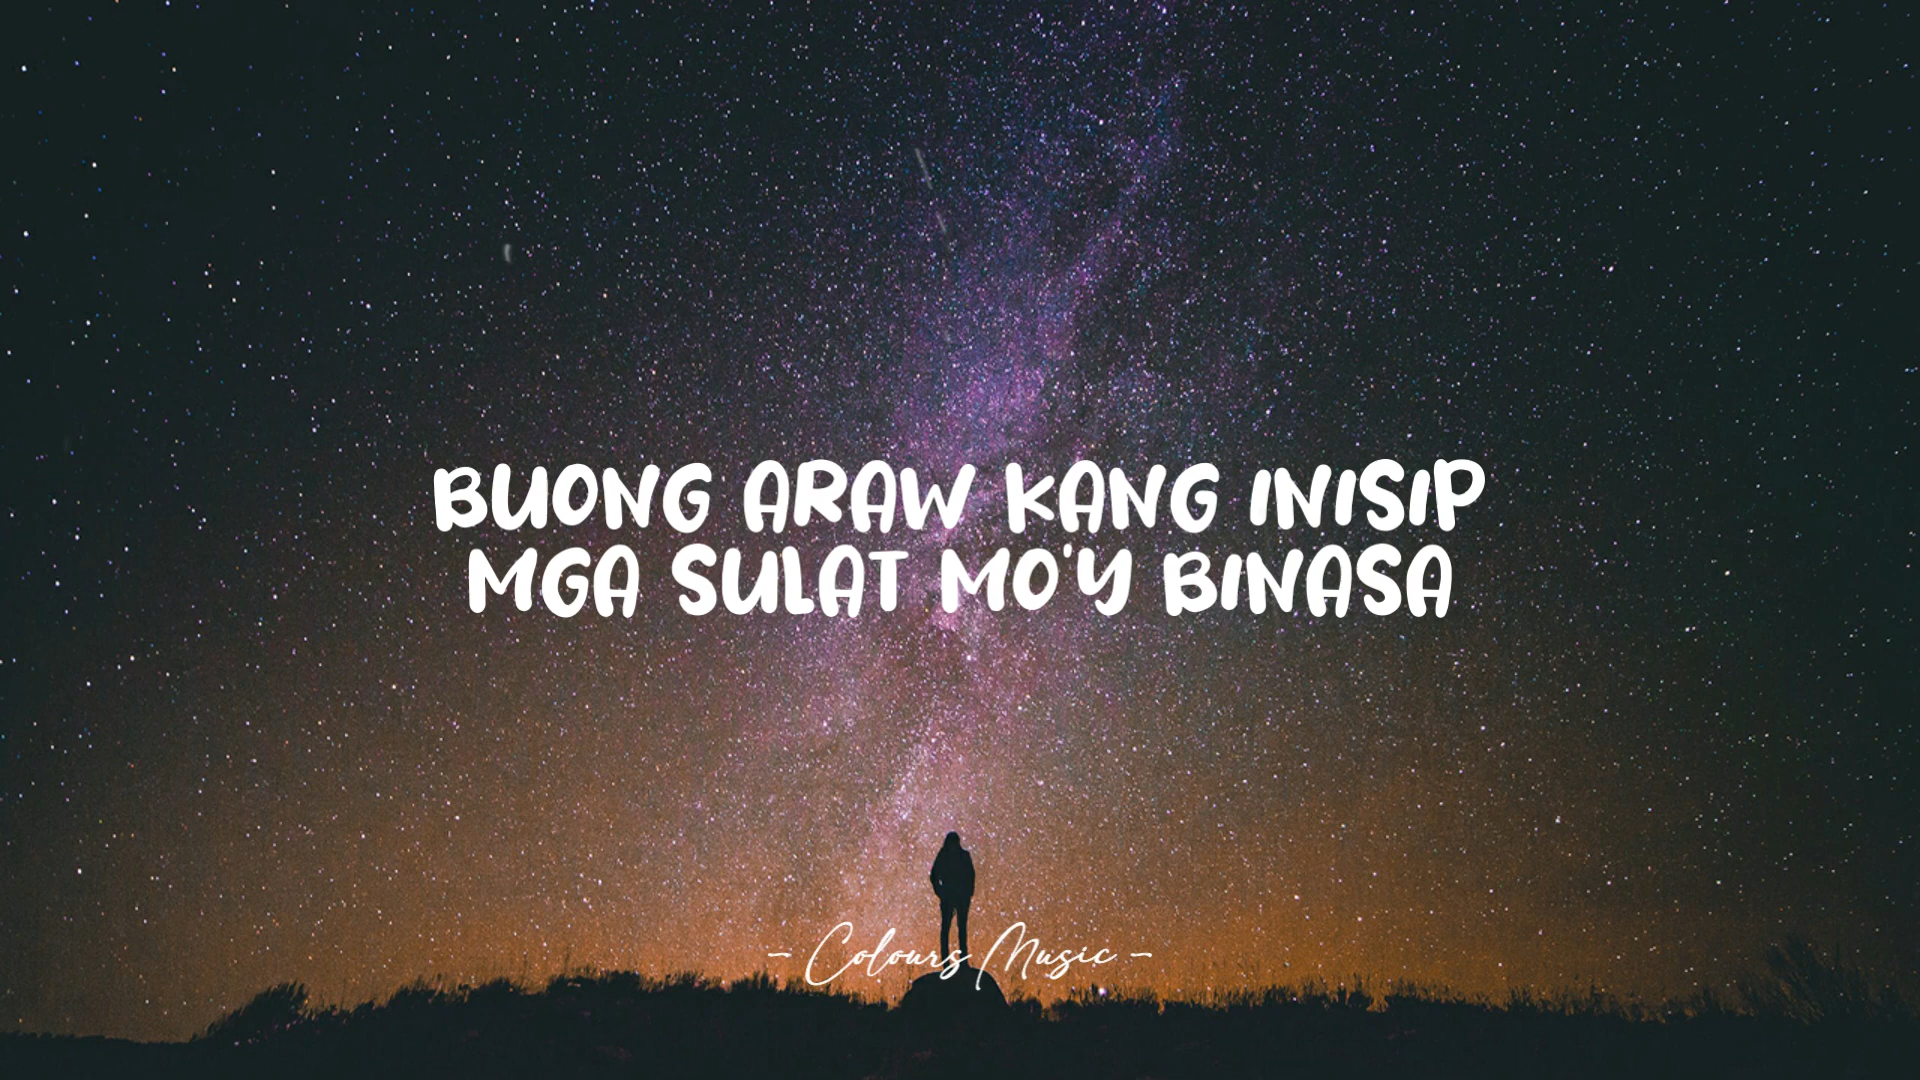 BUONG ARAW KANG INISIP
MGA SULAT MO'Y BINASA
- Colours Music -